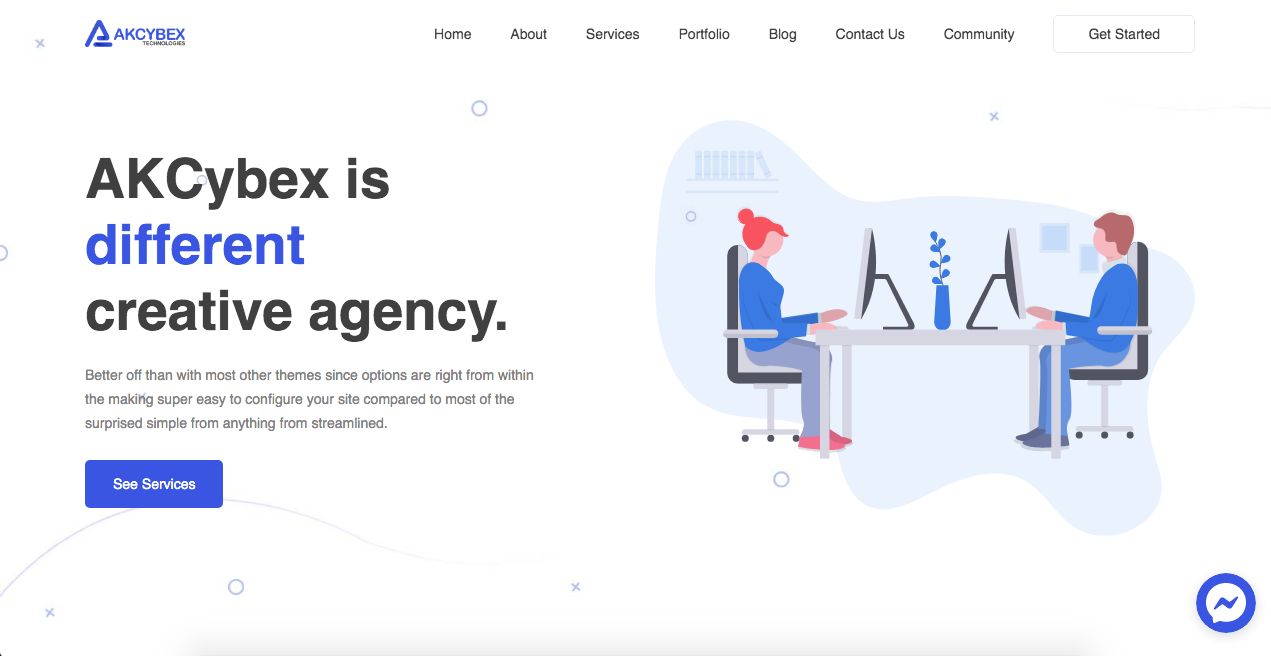 AKCYBEX
TECHNOLOGIES
Home About Services Portfolio Blog Contact Us Community Get Started
AKCybex is
different
creative agency.
Better off than with most other themes since options are right from within
the making super easy to configure your site compared to most of the
surprised simple from anything from streamlined.
See Services